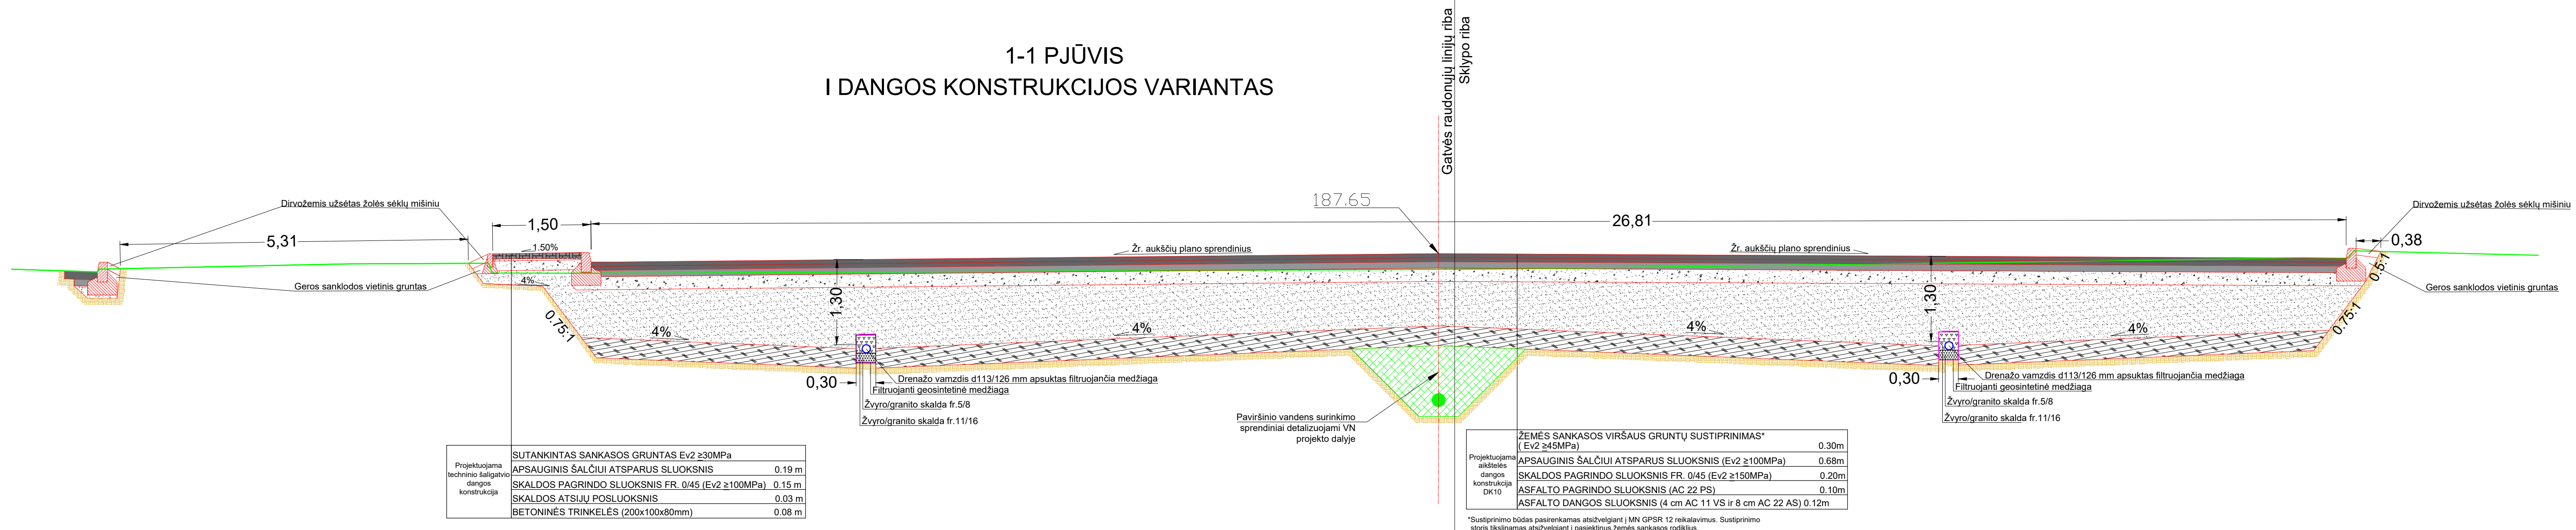 1-1 PJŪVIS
I DANGOS KONSTRUKCIJOS VARIANTAS
Gatvės raudonųjų linijų riba
Sklypo riba
187.65
Dirvožemis užsėtas žolės sėklų mišiniu
1,50
26,81
Dirvožemis užsėtas žolės sėklų mišiniu
5,31
1.50%
Žr. aukščių plano sprendinius
Žr. aukščių plano sprendinius
0,38
Geros sanklodos vietinis gruntas
4%
1,30
1,30
0.5:1
Geros sanklodos vietinis gruntas
0.75:1
4%
4%
4%
4%
0.75:1
0,30
Drenažo vamzdis d113/126 mm apsuktas filtruojančia medžiaga
Filtruojanti geosintetinė medžiaga
Žvyro/granito skalda fr.5/8
Žvyro/granito skalda fr.11/16
0,30
Drenažo vamzdis d113/126 mm apsuktas filtruojančia medžiaga
Filtruojanti geosintetinė medžiaga
Žvyro/granito skalda fr.5/8
Žvyro/granito skalda fr.11/16
Paviršinio vandens surinkimo
sprendiniai detalizuojami VN
projekto dalyje
Projektuojama
techninio šaligatvio
dangos
konstrukcija
SUTANKINTAS SANKASOS GRUNTAS Ev2 ≥30MPa
APSAUGINIS ŠALČIUI ATSPARUS SLUOKSNIS 0.19 m
SKALDOS PAGRINDO SLUOKSNIS FR. 0/45 (Ev2 ≥100MPa) 0.15 m
SKALDOS ATSIJŲ POSLUOKSNIS 0.03 m
BETONINĖS TRINKELĖS (200x100x80mm) 0.08 m
Projektuojama
aikštelės
dangos
konstrukcija
DK10
ŽEMĖS SANKASOS VIRŠAUS GRUNTŲ SUSTIPRINIMAS*
( Ev2 ≥45MPa) 0.30m
APSAUGINIS ŠALČIUI ATSPARUS SLUOKSNIS (Ev2 ≥100MPa) 0.68m
SKALDOS PAGRINDO SLUOKSNIS FR. 0/45 (Ev2 ≥150MPa) 0.20m
ASFALTO PAGRINDO SLUOKSNIS (AC 22 PS) 0.10m
ASFALTO DANGOS SLUOKSNIS (4 cm AC 11 VS ir 8 cm AC 22 AS) 0.12m
*Sustiprinimo būdas pasirenkamas atsižvelgiant į MN GPSR 12 reikalavimus. Sustiprinimo
storis tikslinamas atsižvelgiant į pasiektinus žemės sankasos rodiklius.